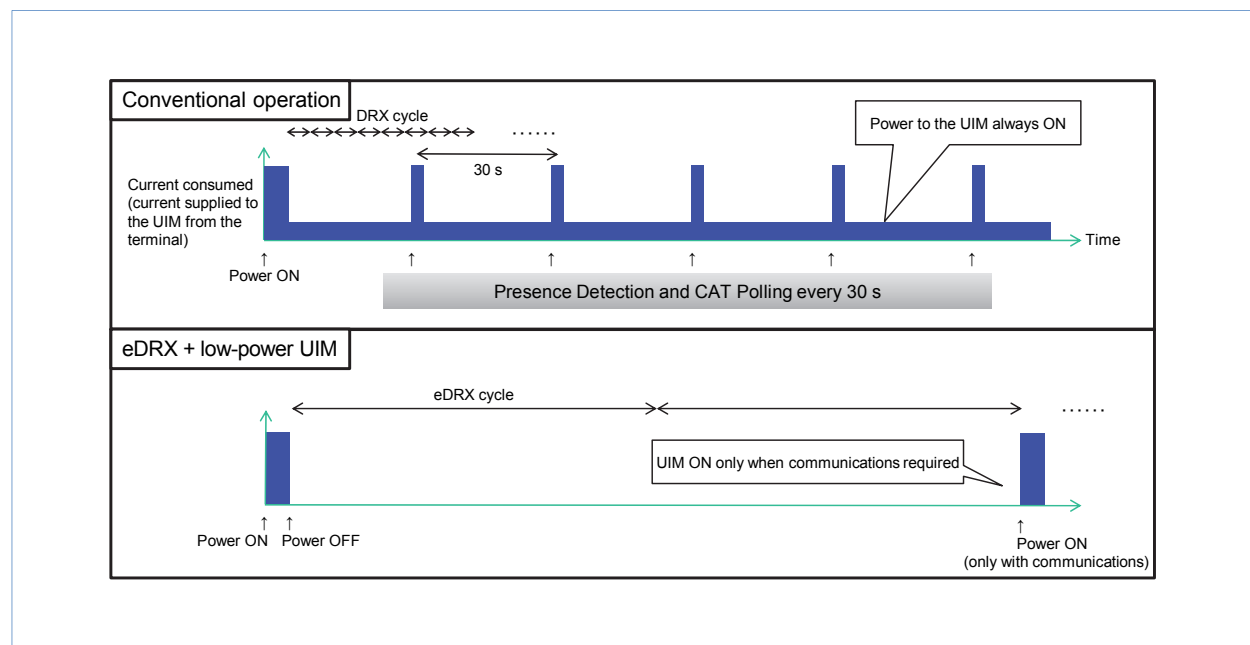 Conventional operation
DRX cycle
......
Power to the UIM always ON
30 s
Current consumed
(current supplied to
the UIM from the
terminal)
Time
↑ ↑ ↑ ↑ ↑ ↑
Power ON
Presence Detection and CAT Polling every 30 s
eDRX + low-power UIM
eDRX cycle
......
UIM ON only when communications required
↑ ↑ ↑
Power ON Power OFF
Power ON
(only with communications)